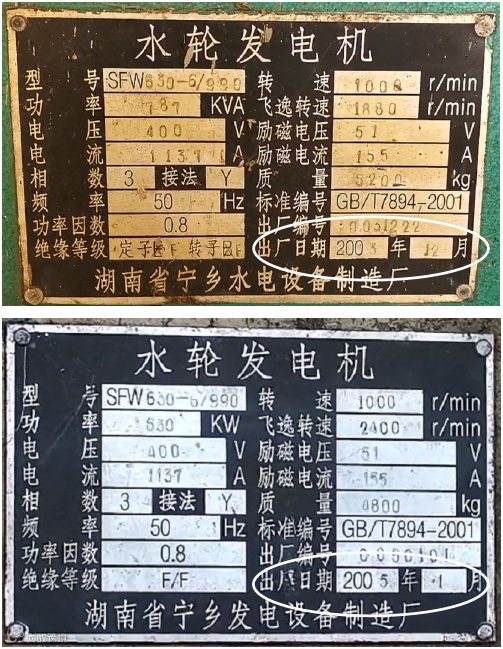 水轮发电机
型号 SFW630-6/990 转速 1000 r/min
功率 787 KVA 飞逸转速 1880 r/min
电压 400 V 励磁电压 51 V
电流 1137 A 励磁电流 155 A
相数 3 接法 Y 质量 5200 kg
频率 50 Hz 标准编号 GB/T7894-2001
功率因数 0.8 出厂编号 0031222
绝缘等级 定子 F 转子 F 出厂日期 200 年 12 月
湖南省宁乡水电设备制造厂
水轮发电机
型号 SFW630-6/990 转速 1000 r/min
功率 630 KW 飞逸转速 2400 r/min
电压 400 V 励磁电压 51 V
电流 1137 A 励磁电流 155 A
相数 3 接法 Y 质量 4800 kg
频率 50 Hz 标准编号 GB/T7894-2001
功率因数 0.8 出厂编号
绝缘等级 F/F 出厂日期 2005 年 1 月
湖南省宁乡发电设备制造厂